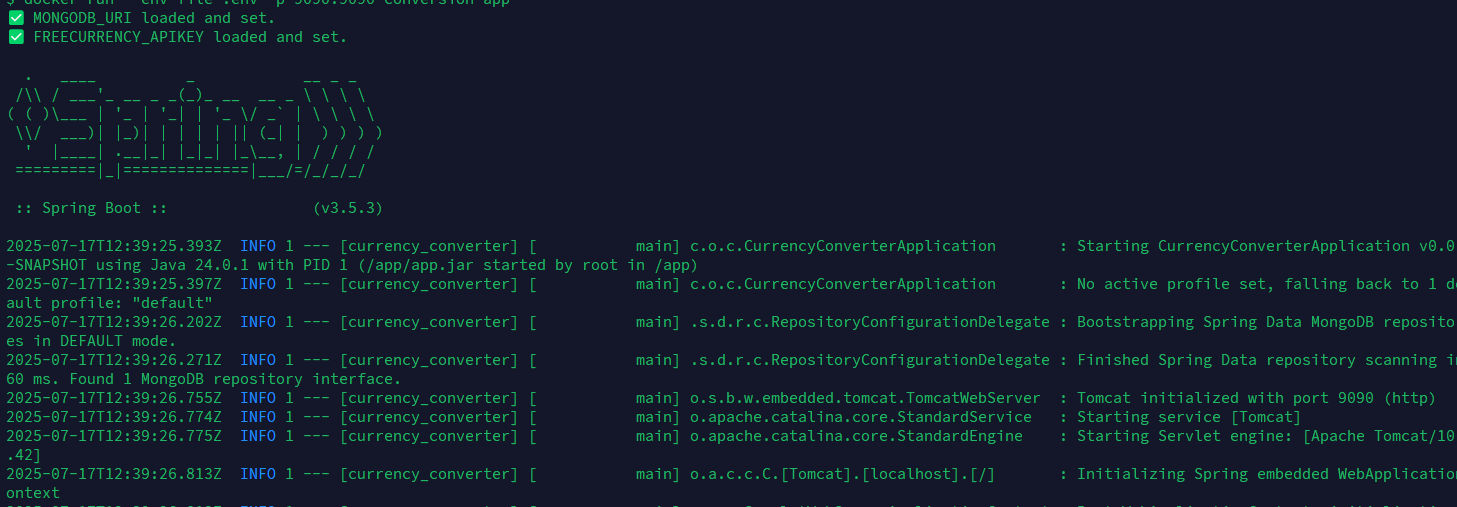 $ docker run --env-file .env -p 9090:9090 conversion-app
✅ MONGODB_URI loaded and set.
✅ FREECURRENCY_APIKEY loaded and set.
  .   ____          _            __ _ _
 /\\ / ___'_ __ _ _(_)_ __  __ _ \ \ \ \
( ( )\___ | '_ | '_| | '_ \/ _` | \ \ \ \
 \\/  ___)| |_)| | | | | || (_| |  ) ) ) )
  '  |____| .__|_| |_|_| |_\__, | / / / /
 =========|_|==============|___/=/_/_/_/
 :: Spring Boot ::                (v3.5.3)
2025-07-17T12:39:25.393Z  INFO 1 --- [currency_converter] [           main] c.o.c.CurrencyConverterApplication       : Starting CurrencyConverterApplication v0.0
-SNAPSHOT using Java 24.0.1 with PID 1 (/app/app.jar started by root in /app)
2025-07-17T12:39:25.397Z  INFO 1 --- [currency_converter] [           main] c.o.c.CurrencyConverterApplication       : No active profile set, falling back to 1 de
ault profile: "default"
2025-07-17T12:39:26.202Z  INFO 1 --- [currency_converter] [           main] .s.d.r.c.RepositoryConfigurationDelegate : Bootstrapping Spring Data MongoDB reposito
es in DEFAULT mode.
2025-07-17T12:39:26.271Z  INFO 1 --- [currency_converter] [           main] .s.d.r.c.RepositoryConfigurationDelegate : Finished Spring Data repository scanning in
60 ms. Found 1 MongoDB repository interface.
2025-07-17T12:39:26.755Z  INFO 1 --- [currency_converter] [           main] o.s.b.w.embedded.tomcat.TomcatWebServer  : Tomcat initialized with port 9090 (http)
2025-07-17T12:39:26.774Z  INFO 1 --- [currency_converter] [           main] o.apache.catalina.core.StandardService   : Starting service [Tomcat]
2025-07-17T12:39:26.775Z  INFO 1 --- [currency_converter] [           main] o.apache.catalina.core.StandardEngine    : Starting Servlet engine: [Apache Tomcat/10
.42]
2025-07-17T12:39:26.813Z  INFO 1 --- [currency_converter] [           main] o.a.c.c.C.[Tomcat].[localhost].[/]       : Initializing Spring embedded WebApplication
ontext